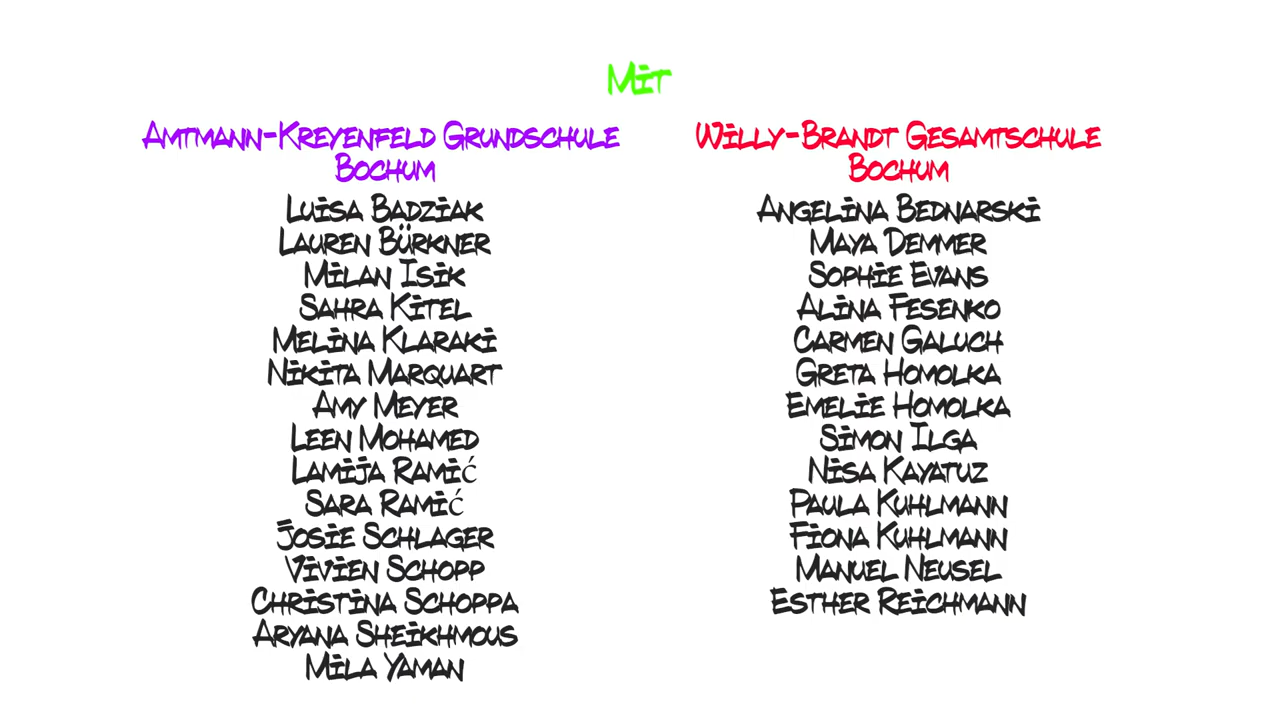 Mit
Amtmann-Kreyenfeld Grundschule
Bochum
Luisa Badziak
Lauren Bürkner
Milan Isik
Sahra Kitel
Melina Klaraki
Nikita Marquart
Amy Meyer
Leen Mohamed
Lamija Ramić
Sara Ramić
Josie Schlager
Vivien Schopp
Christina Schoppa
Aryana Sheikhmous
Mila Yaman
Willy-Brandt Gesamtschule
Bochum
Angelina Bednarski
Maya Demmer
Sophie Evans
Alina Fesenko
Carmen Galuch
Greta Homolka
Emelie Homolka
Simon Ilga
Nisa Kayatuz
Paula Kuhlmann
Fiona Kuhlmann
Manuel Neusel
Esther Reichmann